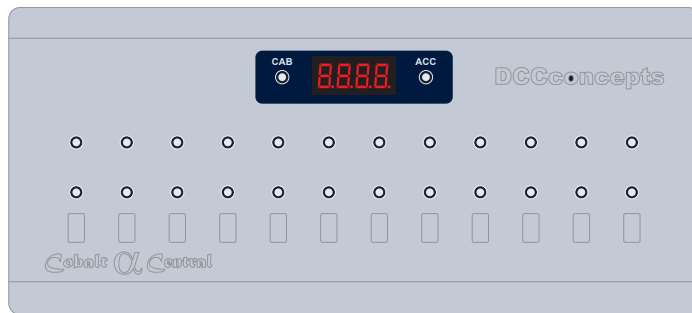 CAB ACC
8.8.8.8.
DCCconcepts
Cobalt α Central